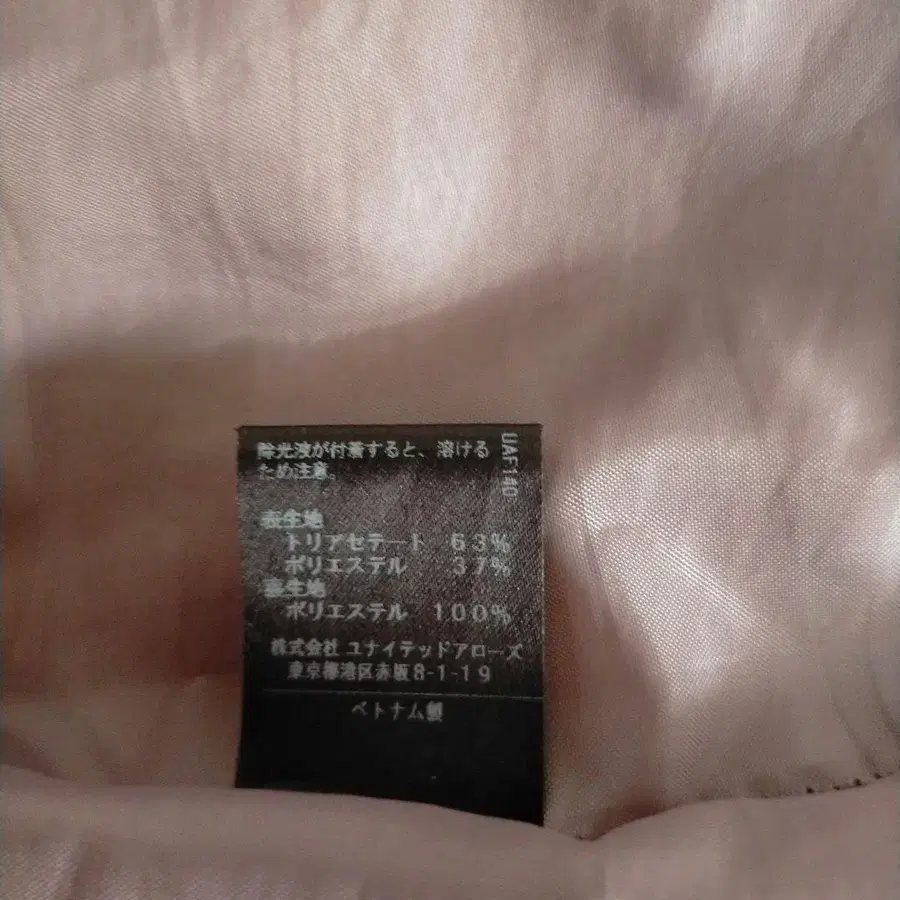 除光液が付着すると、溶ける
ため注意。
UAF140
表生地
トリアセテート 63%
ポリエステル 37%
裏生地
ポリエステル 100%
株式会社 ユナイテッドアローズ
東京都港区赤坂8-1-19
ベトナム製